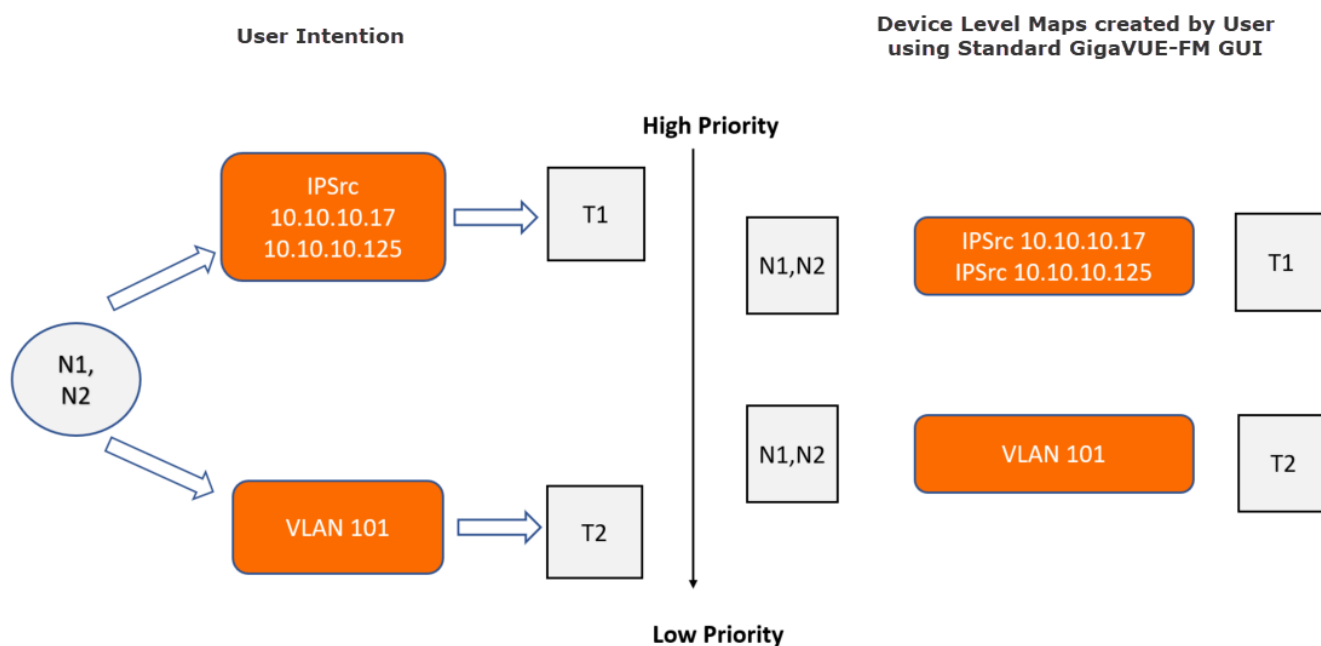 User Intention
Device Level Maps created by User
using Standard GigaVUE-FM GUI
High Priority
IPSrc
10.10.10.17
10.10.10.125
T1
N1,N2
IPSrc 10.10.10.17
IPSrc 10.10.10.125
T1
N1,
N2
N1,N2
VLAN 101
T2
VLAN 101
T2
Low Priority